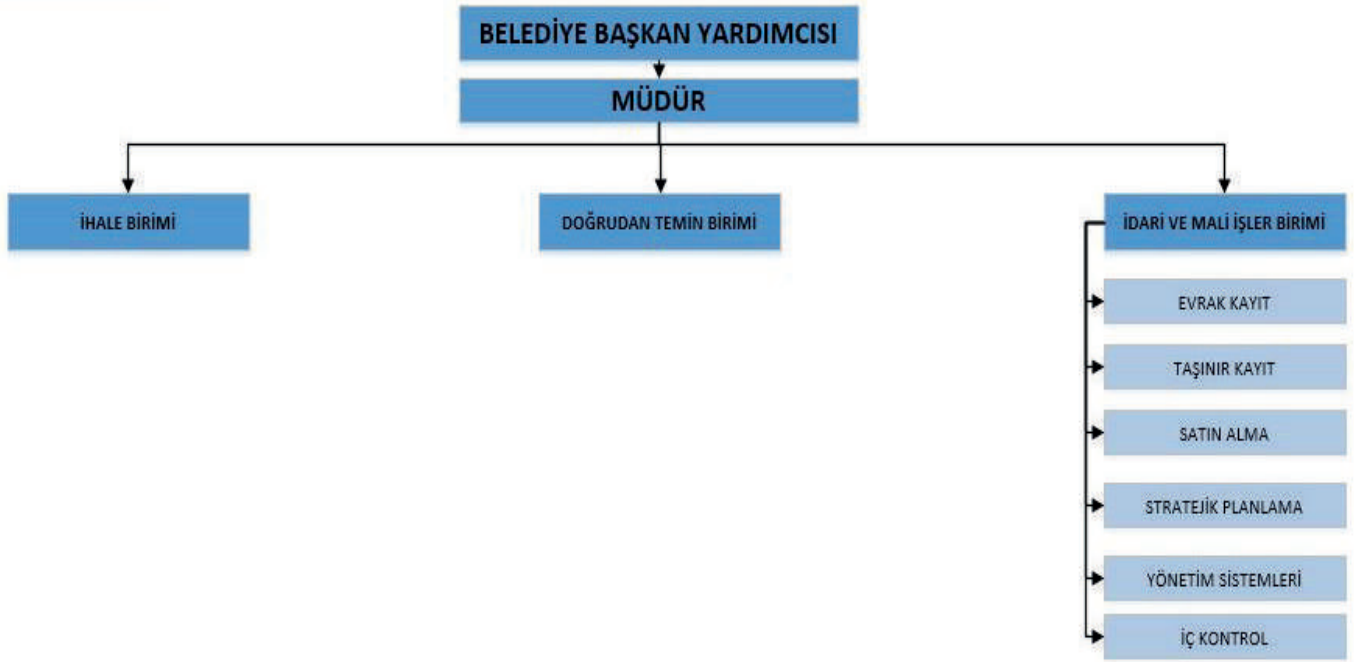 BELEDİYE BAŞKAN YARDIMCISI
MÜDÜR
İHALE BİRİMİ
DOĞRUDAN TEMİN BİRİMİ
İDARİ VE MALİ İŞLER BİRİMİ
EVRAK KAYIT
TAŞINIR KAYIT
SATIN ALMA
STRATEJİK PLANLAMA
YÖNETİM SİSTEMLERİ
İÇ KONTROL